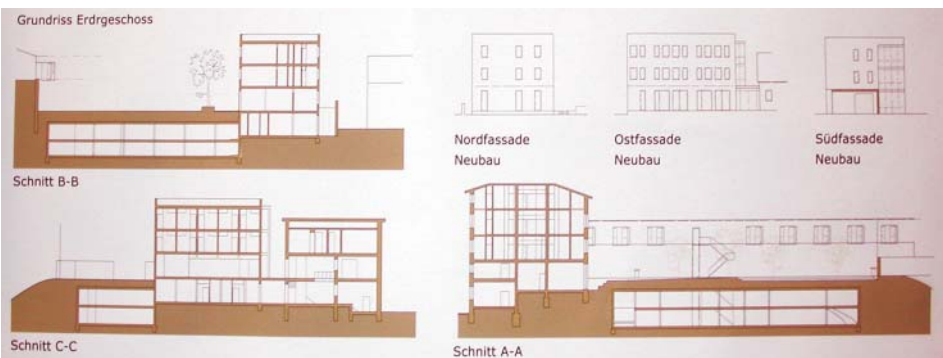 Grundriss Erdrgeschoss
Schnitt B-B
Nordfassade
Neubau
Ostfassade
Neubau
Südfassade
Neubau
Schnitt C-C
Schnitt A-A